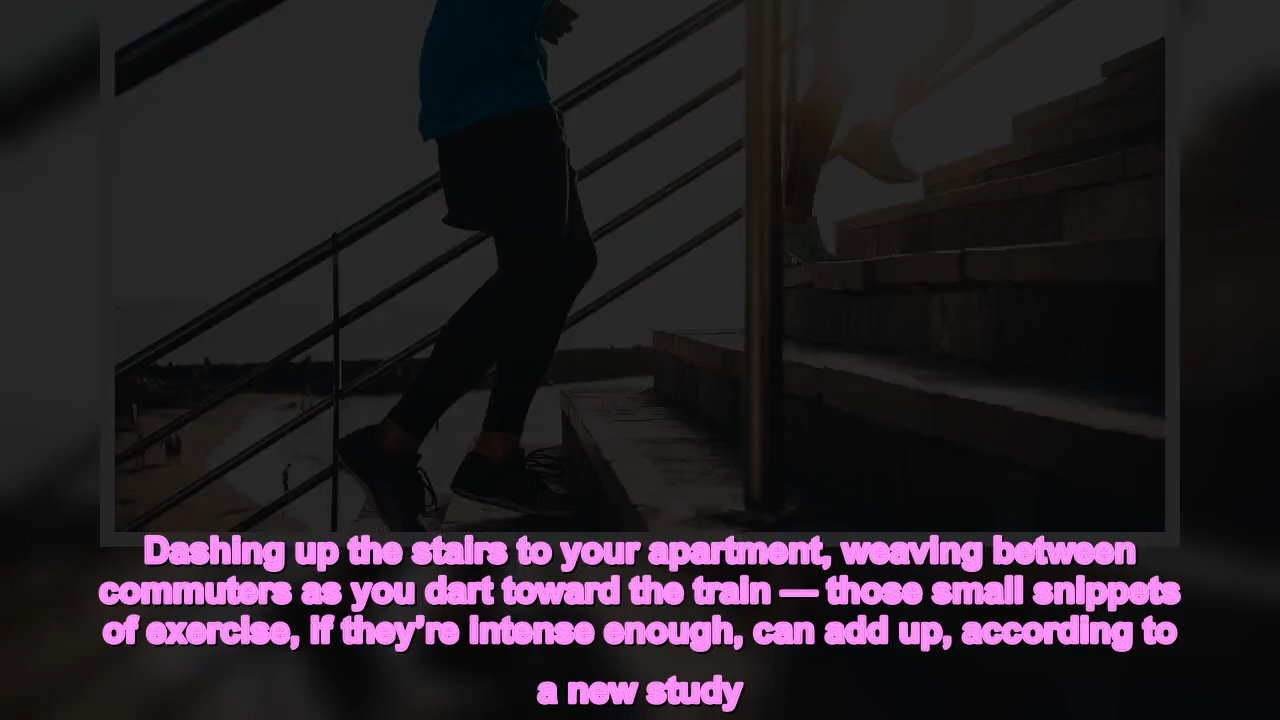 Dashing up the stairs to your apartment, weaving between
commuters as you dart toward the train — those small snippets
of exercise, if they’re intense enough, can add up, according to
a new study